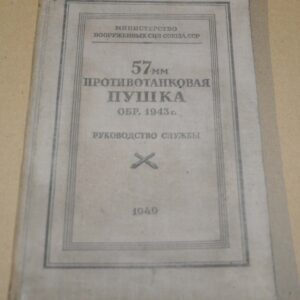 МИНИСТЕРСТВО
ВООРУЖЕННЫХ СИЛ СОЮЗА ССР
57мм
ПРОТИВОТАНКОВАЯ
ПУШКА
ОБР. 1943 г.
РУКОВОДСТВО СЛУЖБЫ
1949